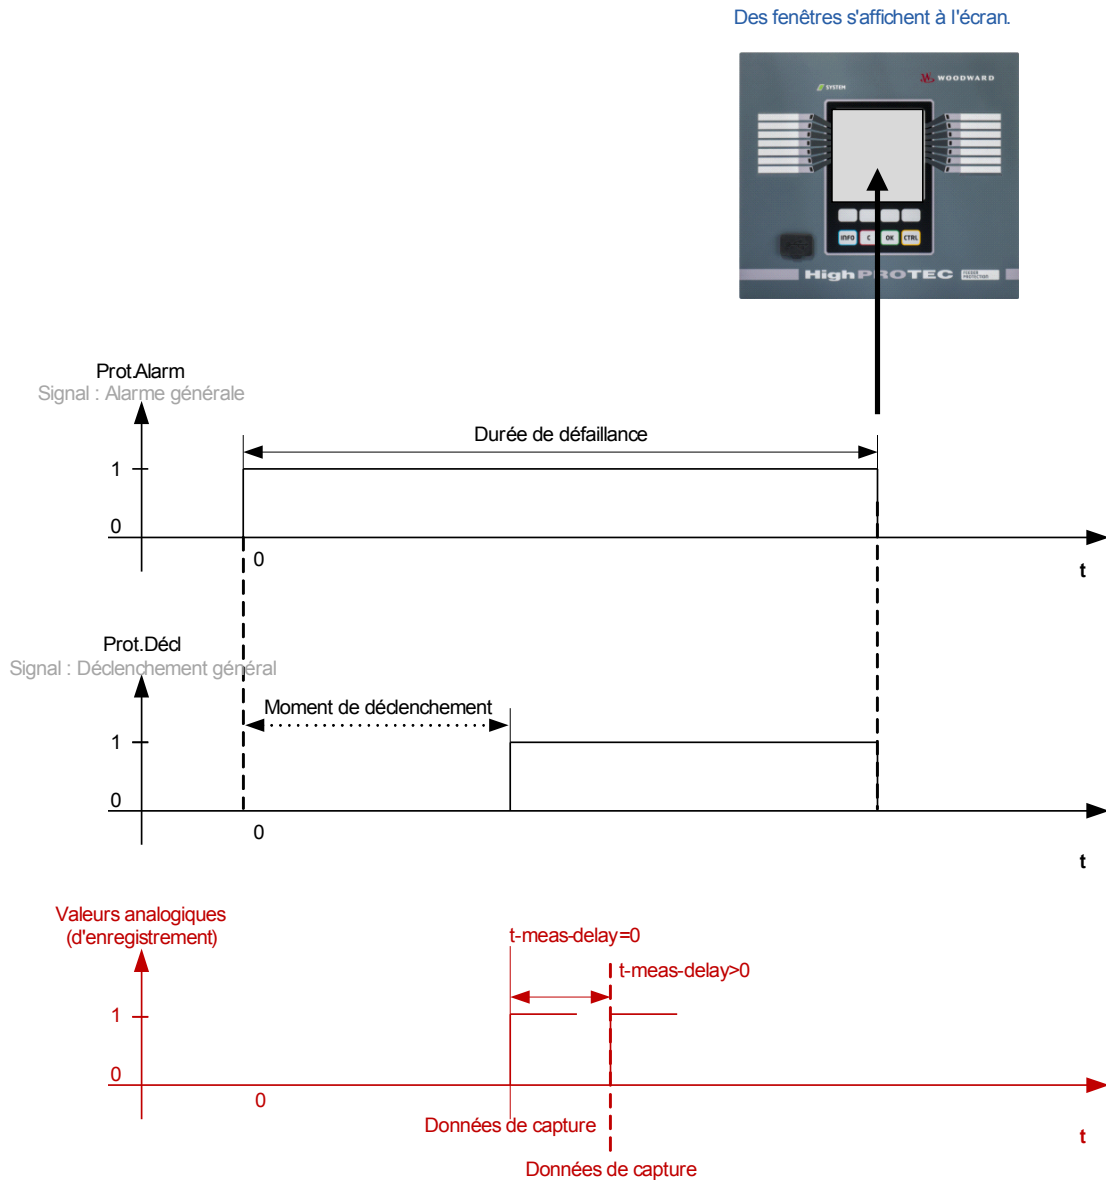 Des fenêtres s'affichent à l'écran.
WOODWARD
SYSTEM
INFO C OK CTRL
HighPROTEC
Prot.Alarm
Signal : Alarme générale
Durée de défaillance
1
0
0
t
Prot.Décl
Signal : Déclenchement général
Moment de déclenchement
1
0
0
t
Valeurs analogiques
(d'enregistrement)
t-meas-delay=0
t-meas-delay>0
1
0
0
Données de capture
t
Données de capture